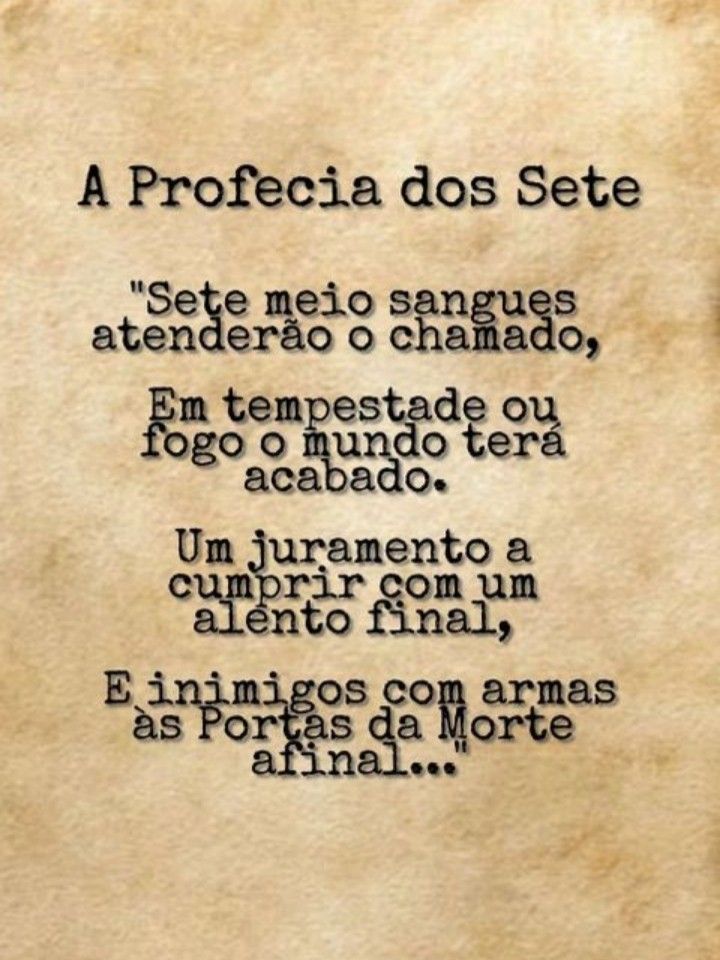 A Profecia dos Sete
"Sete meio sangues
atenderão o chamado,
Em tempestade ou
fogo o mundo terá
acabado.
Um juramento a
cumprir com um
alento final,
E inimigos com armas
às Portas da Morte
afinal..."